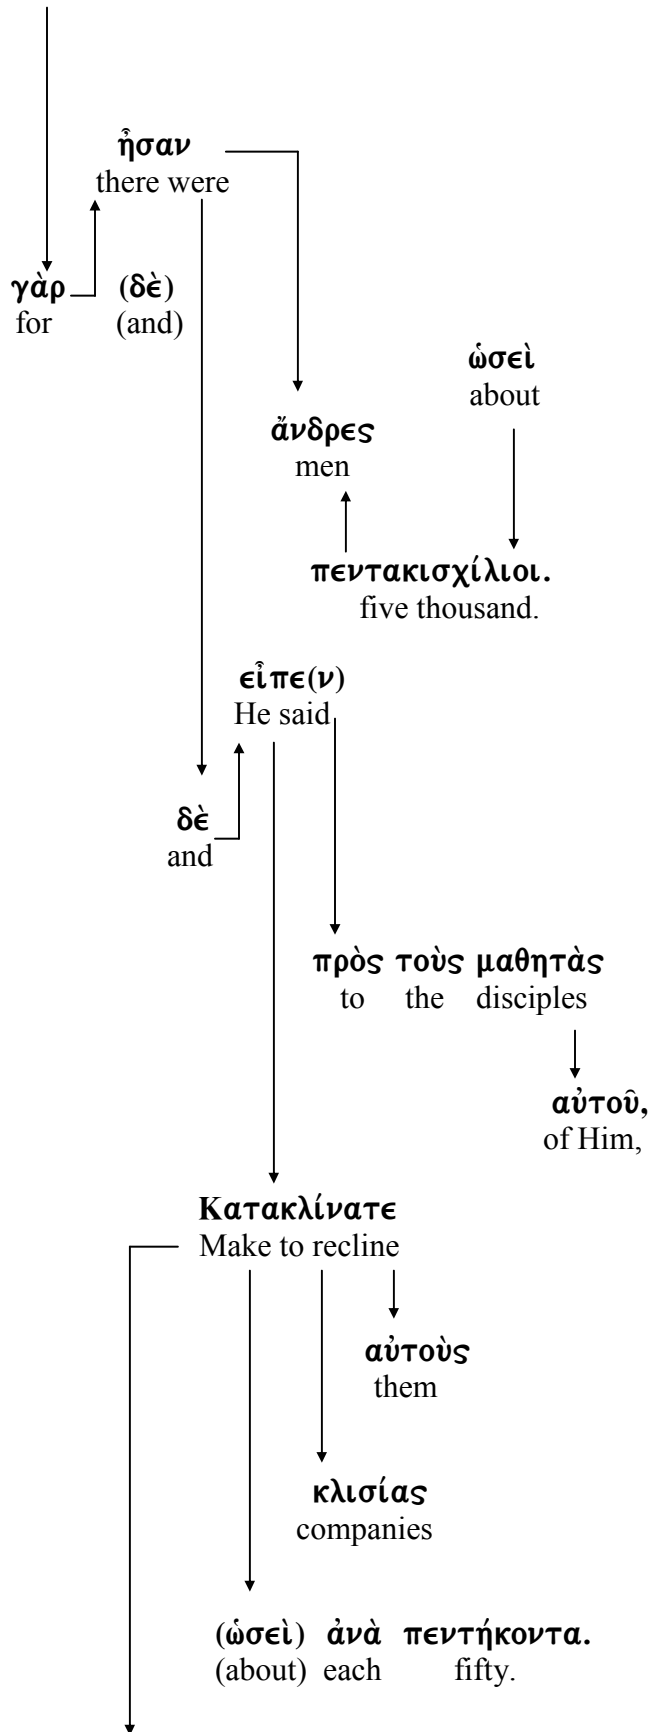 ἦσαν
there were
γὰρ (δὲ)
for (and)
ὡσεὶ
about
ἄνδρες
men
πεντακισχίλιοι.
five thousand.
εἶπε(ν)
He said
δὲ
and
πρὸς τοὺς μαθητὰς
to the disciples
αὐτοῦ,
of Him,
Κατακλίνατε
Make to recline
αὐτοὺς
them
κλισίας
companies
(ὡσεὶ) ἀνὰ πεντήκοντα.
(about) each fifty.